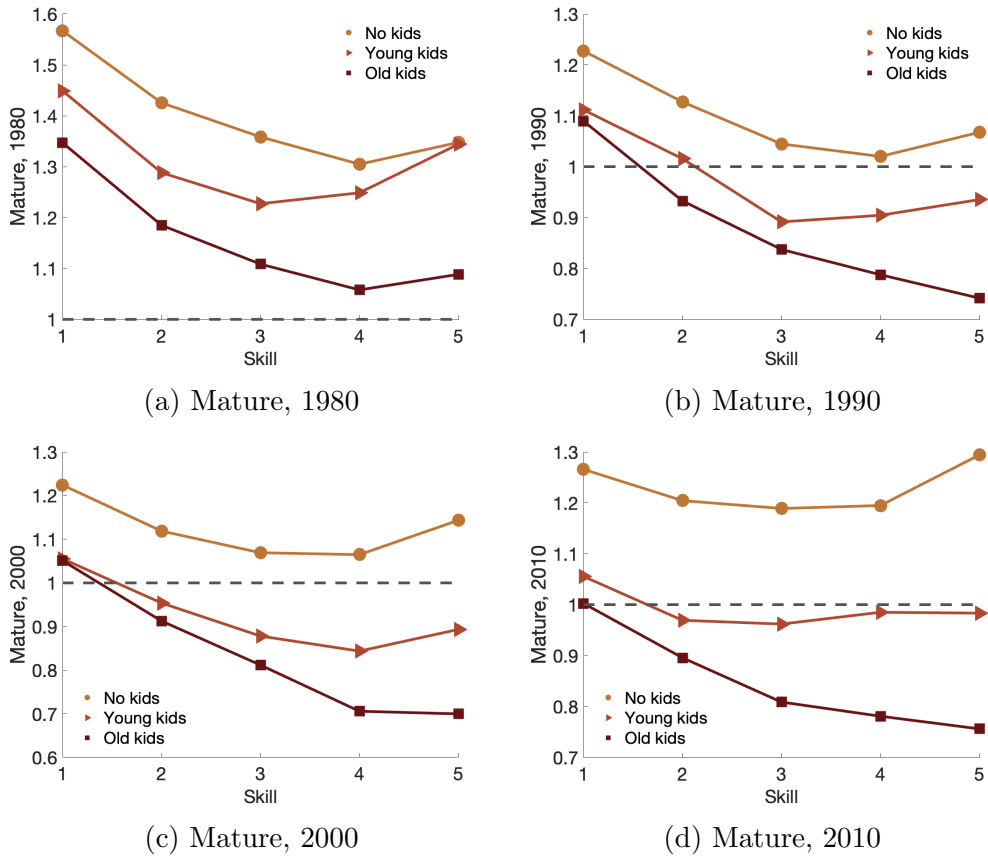 Mature, 1980
1.6
1.5
1.4
1.3
1.2
1.1
1
1 2 3 4 5
Skill
No kids
Young kids
Old kids
(a) Mature, 1980
Mature, 1990
1.3
1.2
1.1
1
0.9
0.8
0.7
1 2 3 4 5
Skill
No kids
Young kids
Old kids
(b) Mature, 1990
Mature, 2000
1.3
1.2
1.1
1
0.9
0.8
0.7
0.6
1 2 3 4 5
Skill
No kids
Young kids
Old kids
(c) Mature, 2000
Mature, 2010
1.3
1.2
1.1
1
0.9
0.8
0.7
1 2 3 4 5
Skill
No kids
Young kids
Old kids
(d) Mature, 2010